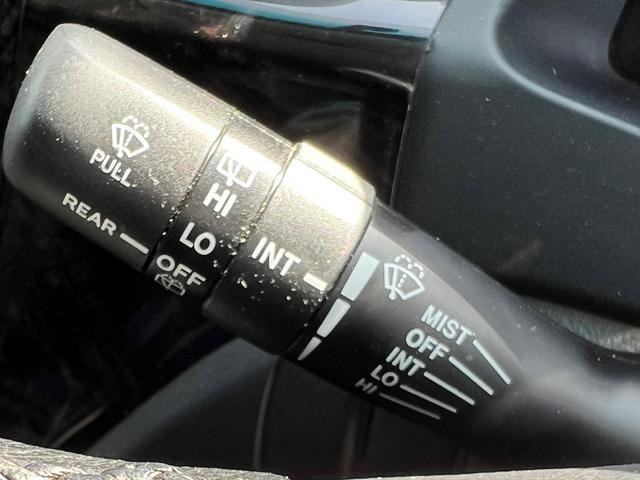 PULL
REAR
HI
LO
OFF
INT
MIST
OFF
INT
LO
HI